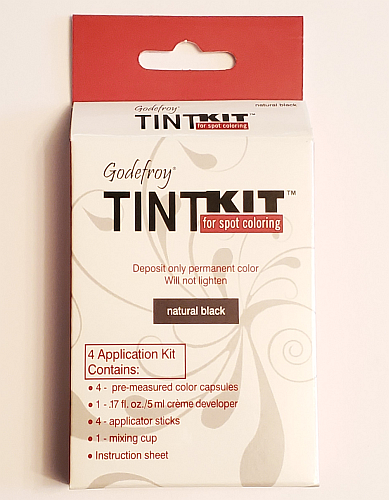 Godefroy®
natural black
TINTKIT™
for spot coloring
Godefroy®
TINTKIT™
for spot coloring
Deposit only permanent color
Will not lighten
natural black
4 Application Kit
Contains:
• 4 - pre-measured color capsules
• 1 - .17 fl. oz./5 ml crème developer
• 4 - applicator sticks
• 1 - mixing cup
• Instruction sheet